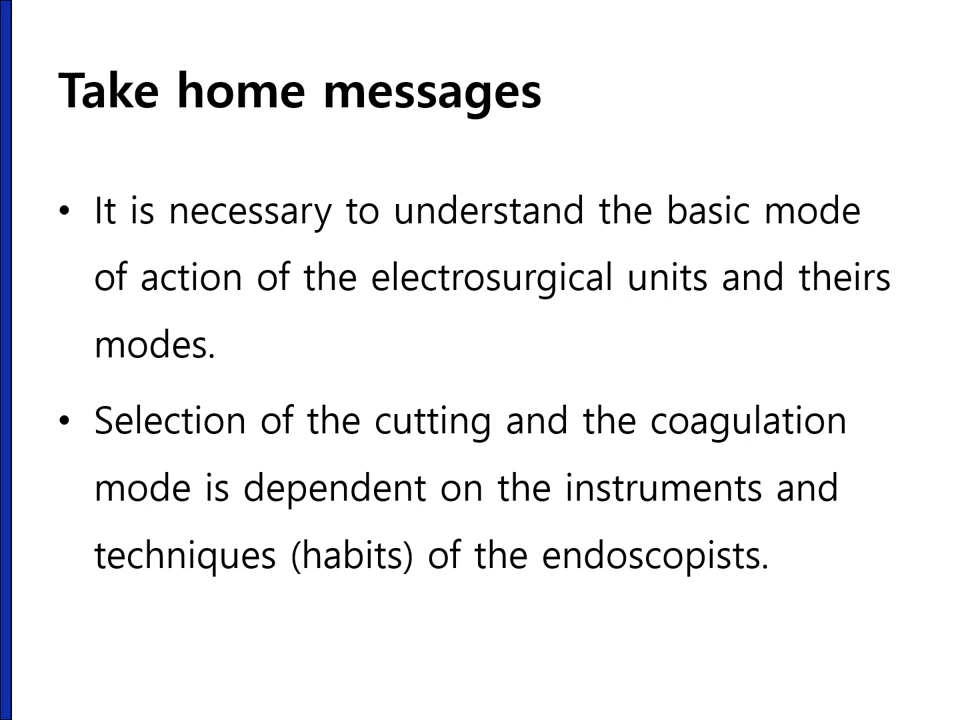 Take home messages
• It is necessary to understand the basic mode
of action of the electrosurgical units and theirs
modes.
• Selection of the cutting and the coagulation
mode is dependent on the instruments and
techniques (habits) of the endoscopists.